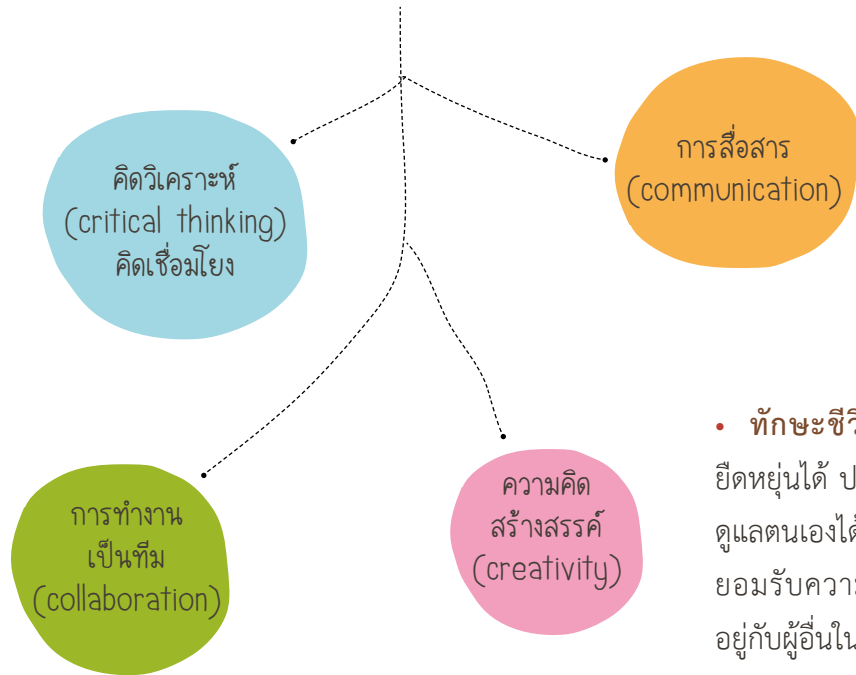 คิดวิเคราะห์
(critical thinking)
คิดเชื่อมโยง
การสื่อสาร
(communication)
การทำงาน
เป็นทีม
(collaboration)
ความคิด
สร้างสรรค์
(creativity)
• ทักษะชีวิ
ยืดหยุ่นได้ ป
ดูแลตนเองได้
ยอมรับควา
อยู่กับผู้อื่นใน